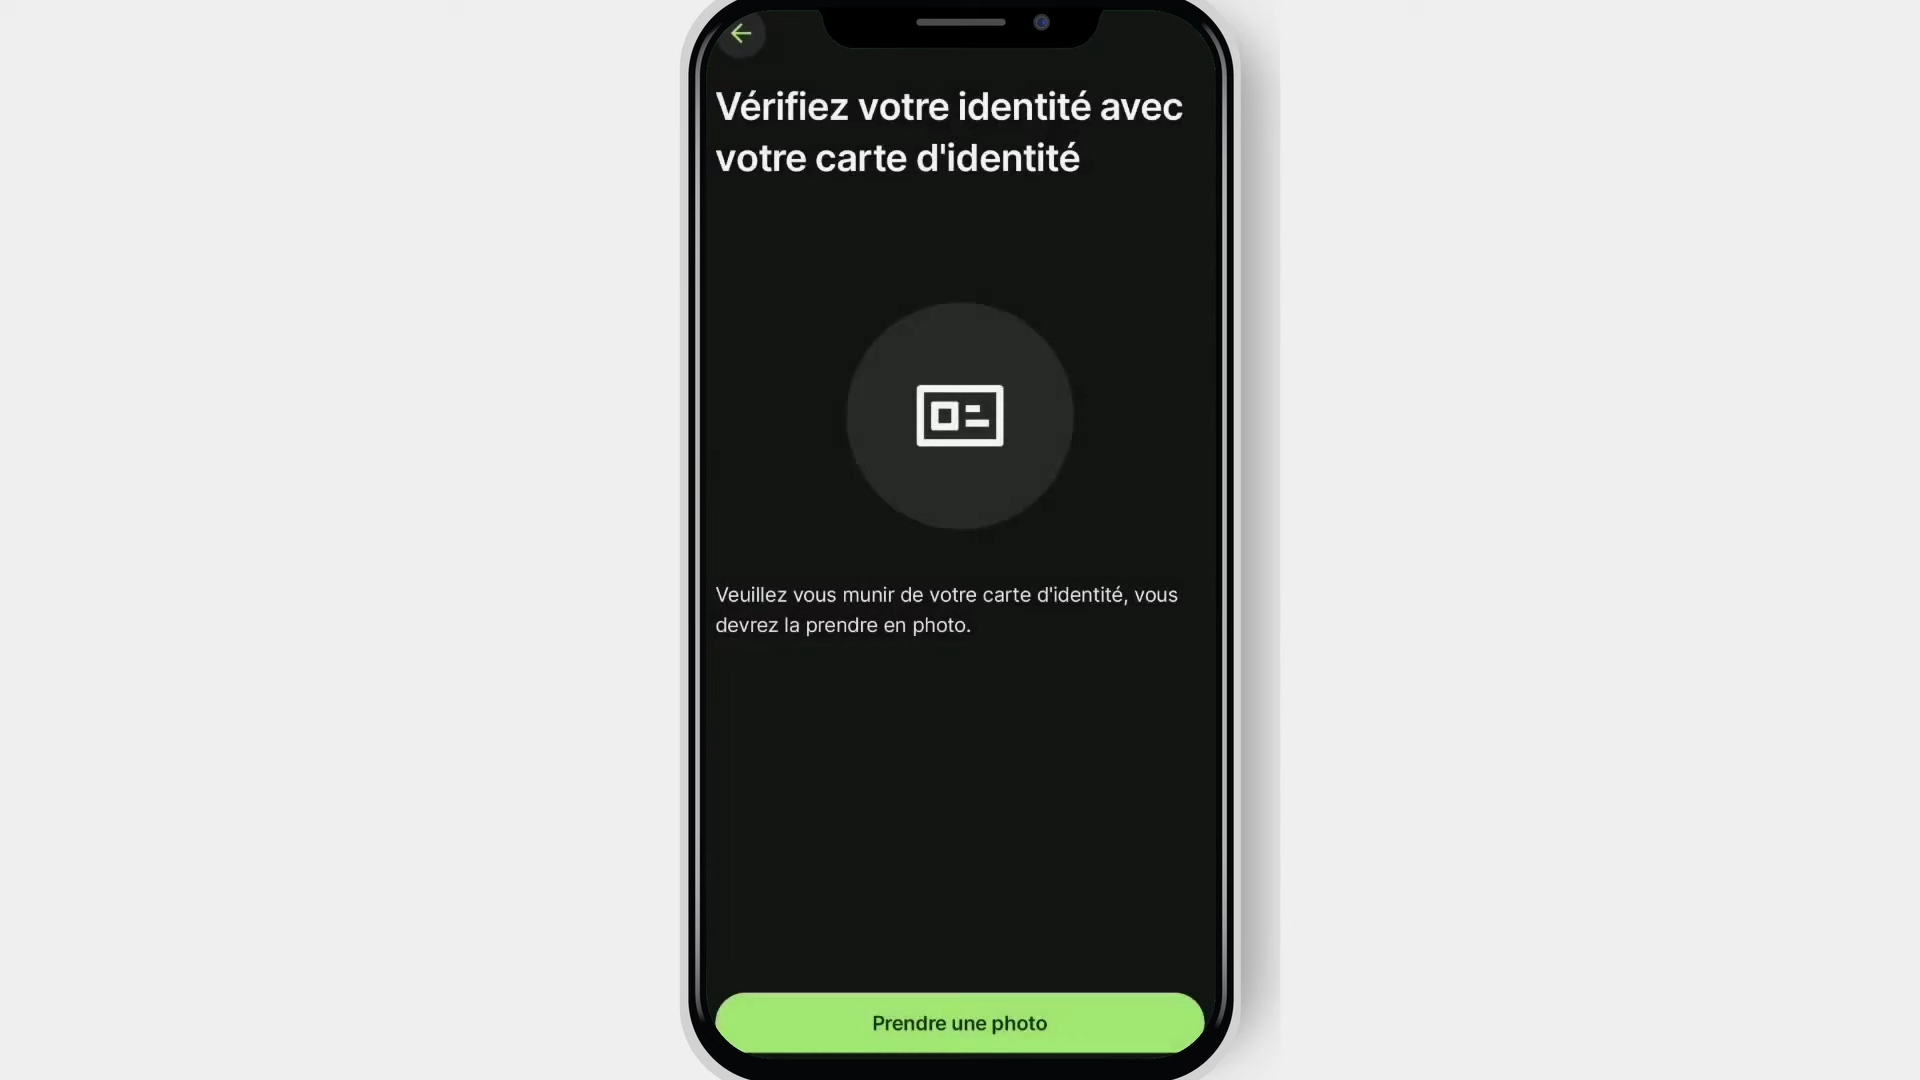 Vérifiez votre identité avec
votre carte d'identité
Veuillez vous munir de votre carte d'identité, vous
devrez la prendre en photo.
Prendre une photo